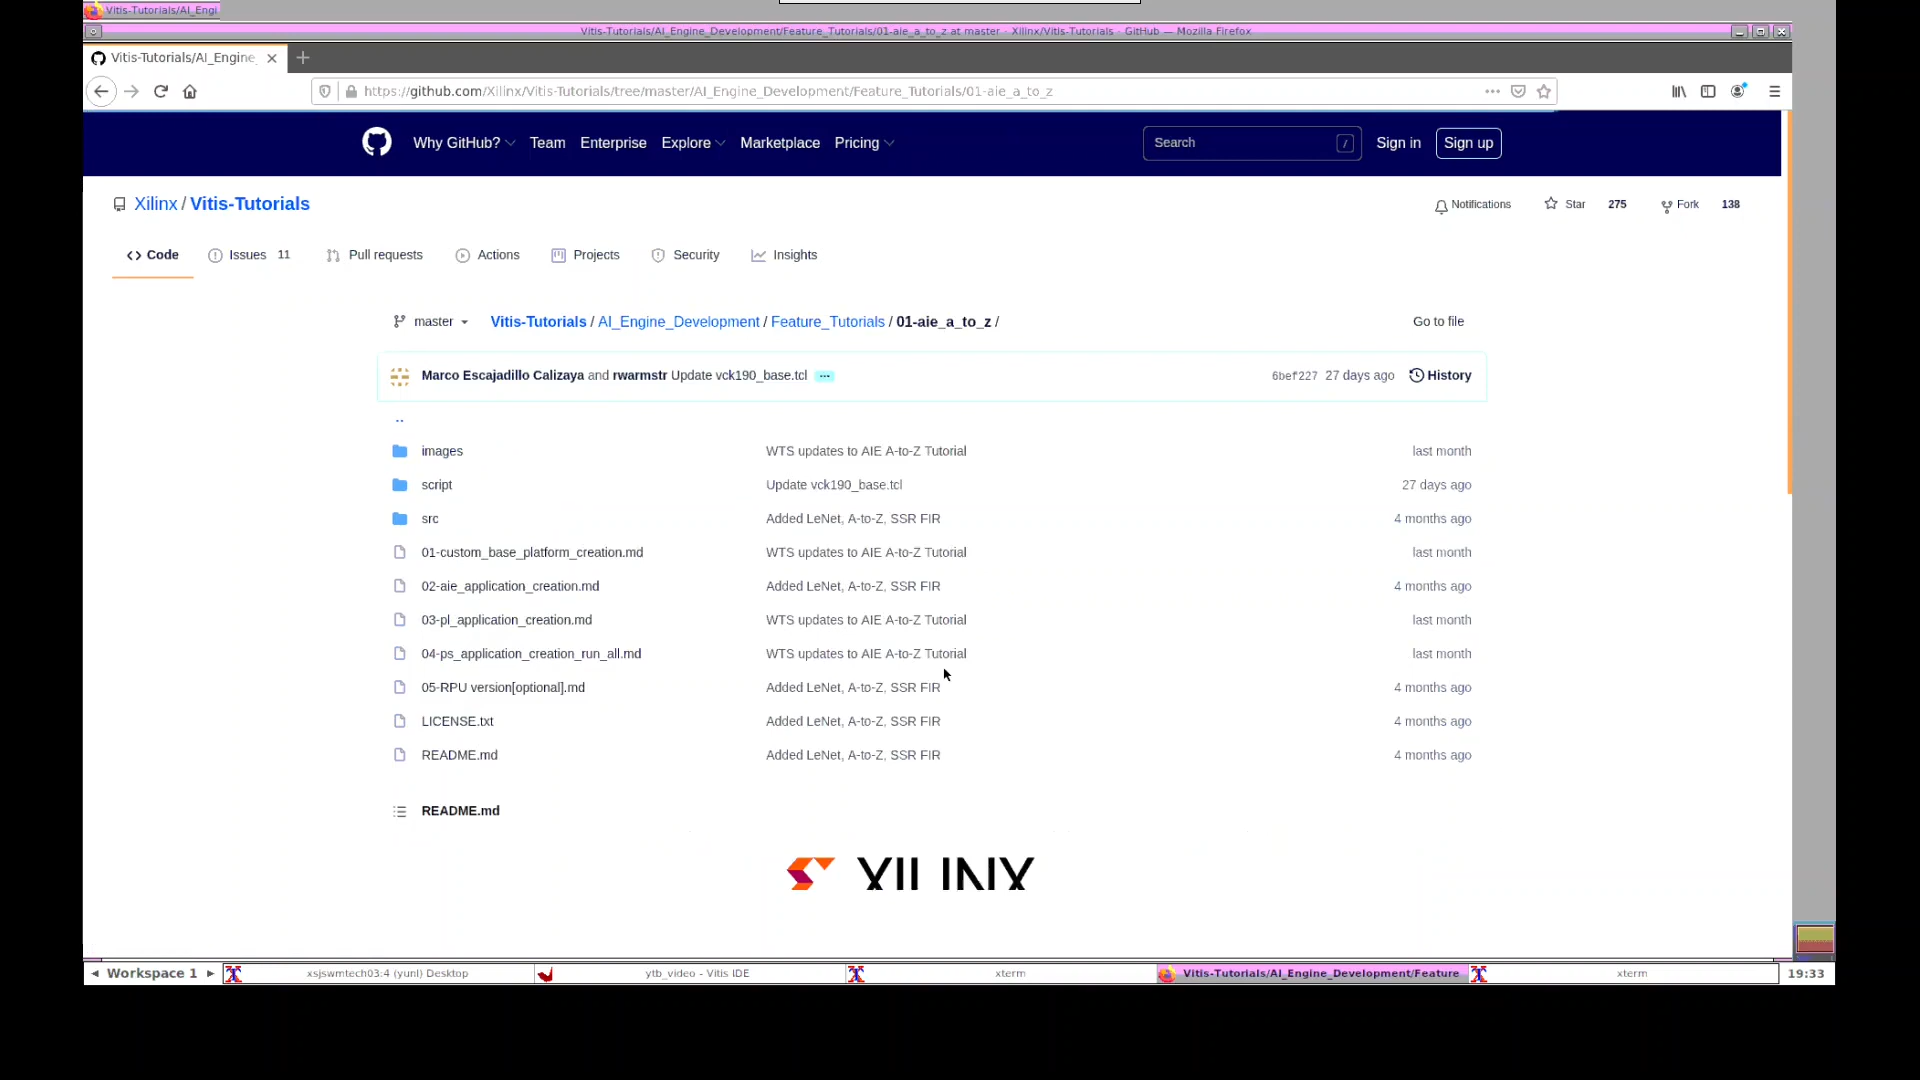 Vitis-Tutorials/AI_Engi
Vitis-Tutorials/AI_Engine_Development/Feature_Tutorials/01-aie_a_to_z at master · Xilinx/Vitis-Tutorials · GitHub — Mozilla Firefox
Vitis-Tutorials/AI_Engine_
https://github.com/Xilinx/Vitis-Tutorials/tree/master/AI_Engine_Development/Feature_Tutorials/01-aie_a_to_z
Why GitHub? Team Enterprise Explore Marketplace Pricing Search / Sign in Sign up
Xilinx / Vitis-Tutorials Notifications Star 275 Fork 138
Code Issues 11 Pull requests Actions Projects Security Insights
master Vitis-Tutorials / AI_Engine_Development / Feature_Tutorials / 01-aie_a_to_z / Go to file
Marco Escajadillo Calizaya and rwarmstr Update vck190_base.tcl ... 6bef227 27 days ago History
..
images WTS updates to AIE A-to-Z Tutorial last month
script Update vck190_base.tcl 27 days ago
src Added LeNet, A-to-Z, SSR FIR 4 months ago
01-custom_base_platform_creation.md WTS updates to AIE A-to-Z Tutorial last month
02-aie_application_creation.md Added LeNet, A-to-Z, SSR FIR 4 months ago
03-pl_application_creation.md WTS updates to AIE A-to-Z Tutorial last month
04-ps_application_creation_run_all.md WTS updates to AIE A-to-Z Tutorial last month
05-RPU version[optional].md Added LeNet, A-to-Z, SSR FIR 4 months ago
LICENSE.txt Added LeNet, A-to-Z, SSR FIR 4 months ago
README.md Added LeNet, A-to-Z, SSR FIR 4 months ago
README.md
XILINX
Workspace 1 xsjswmtech03:4 (yunl) Desktop ytb_video - Vitis IDE xterm Vitis-Tutorials/AI_Engine_Development/Feature xterm 19:33